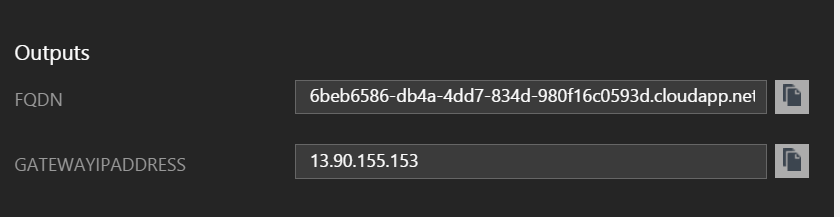 Outputs
FQDN
6beb6586-db4a-4dd7-834d-980f16c0593d.cloudapp.net
GATEWAYIPADDRESS
13.90.155.153